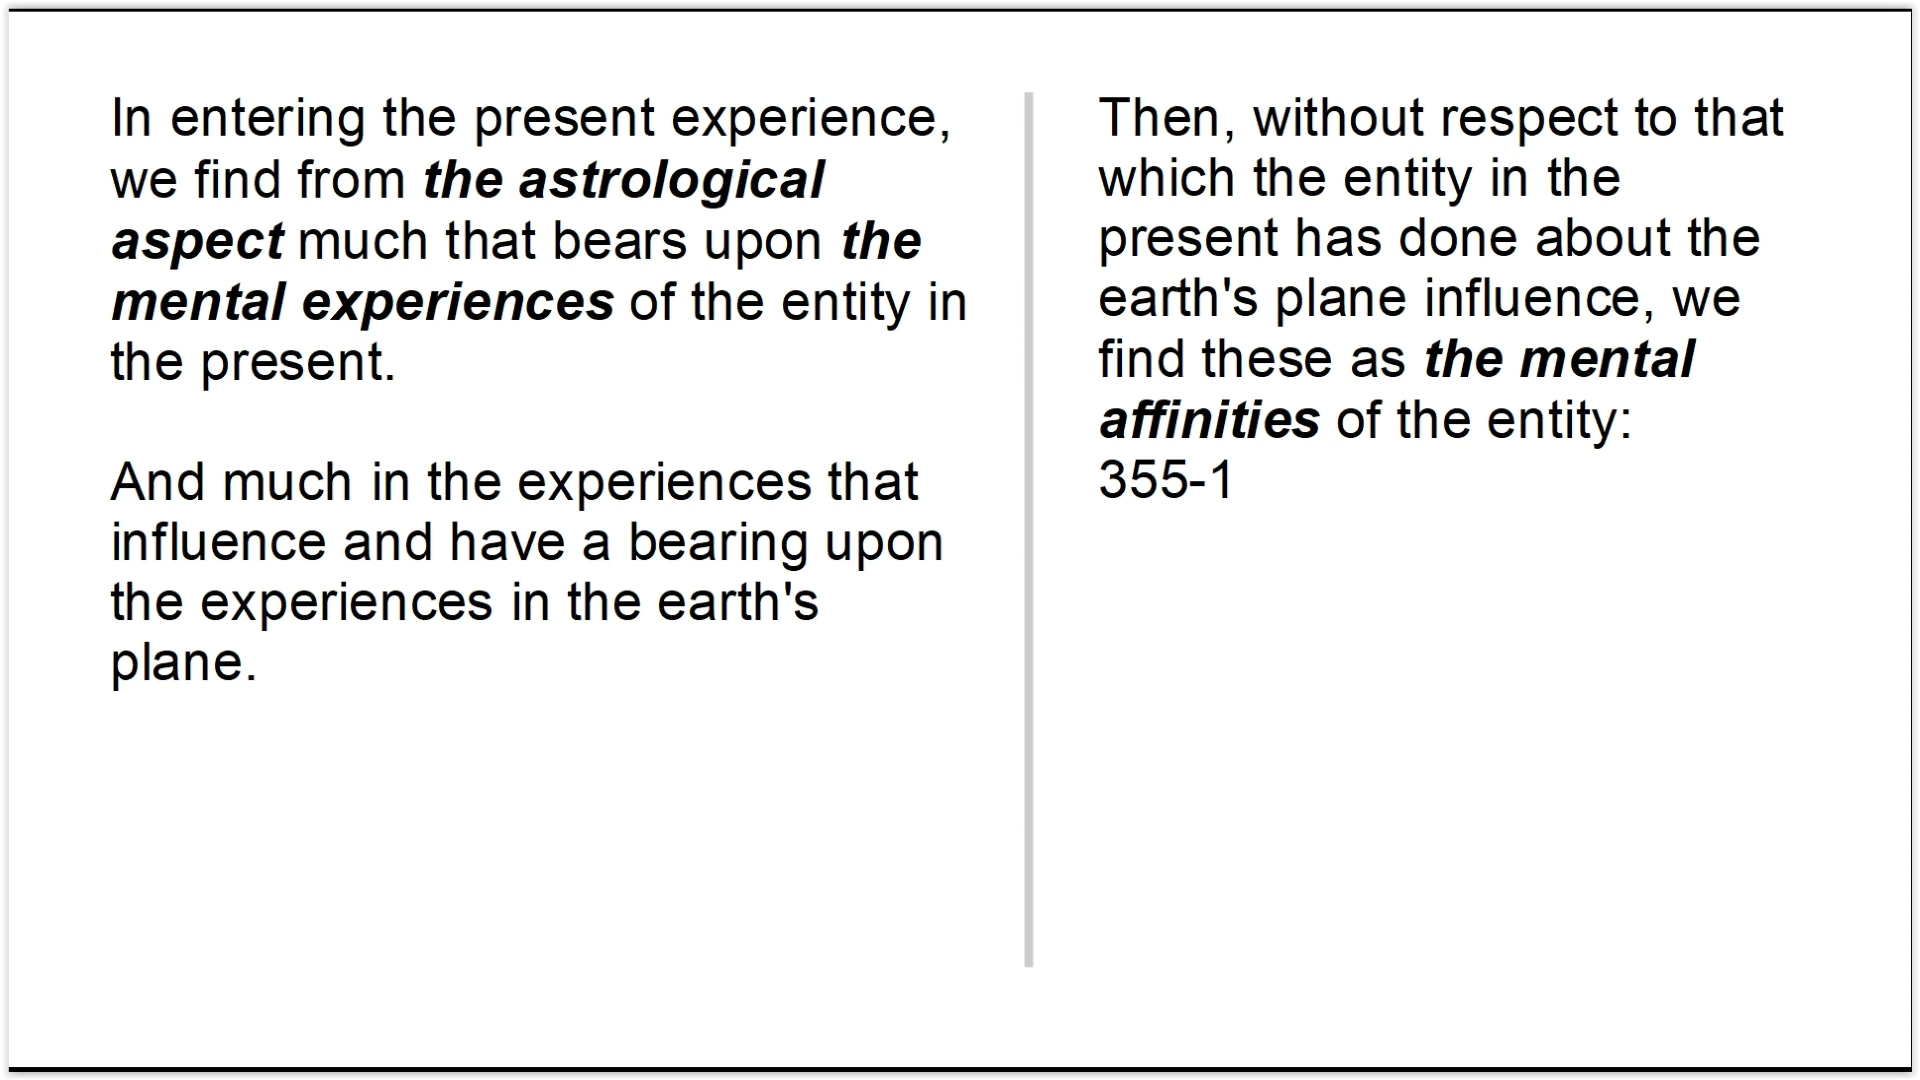 In entering the present experience,
we find from the astrological
aspect much that bears upon the
mental experiences of the entity in
the present.
And much in the experiences that
influence and have a bearing upon
the experiences in the earth's
plane.
Then, without respect to that
which the entity in the
present has done about the
earth's plane influence, we
find these as the mental
affinities of the entity:
355-1